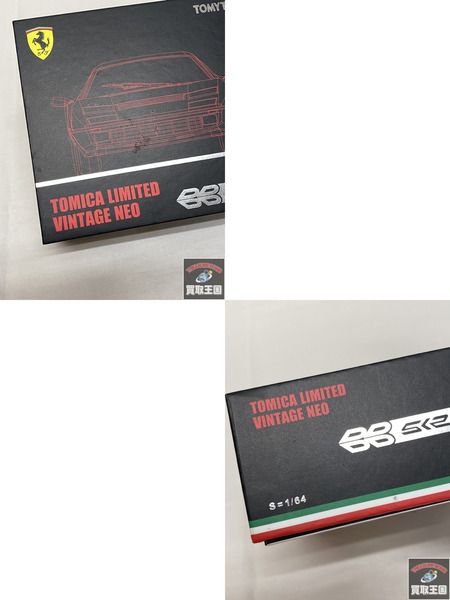 TOMYT
TOMICA LIMITED
VINTAGE NEO
買取王国
TOMICA LIMITED
VINTAGE NEO
S=1/64
買取王国